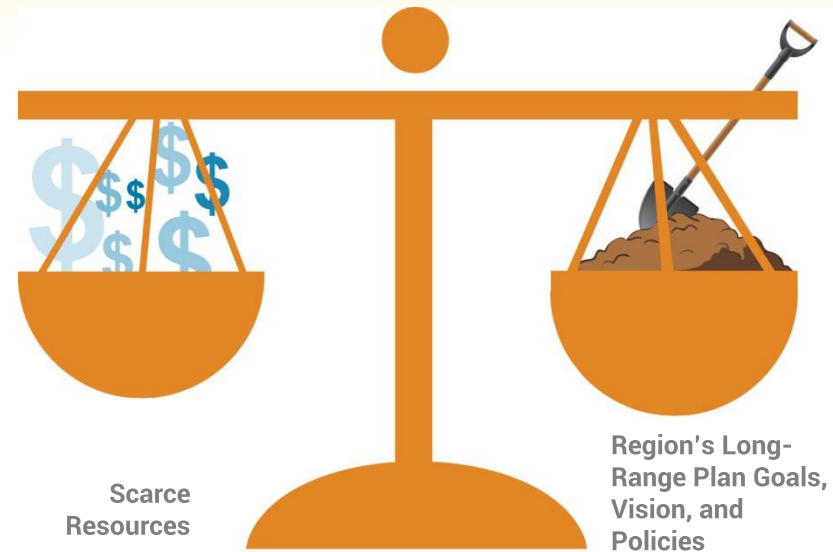 $ $ $ $ $
$ $
Scarce
Resources
Region's Long-
Range Plan Goals,
Vision, and
Policies